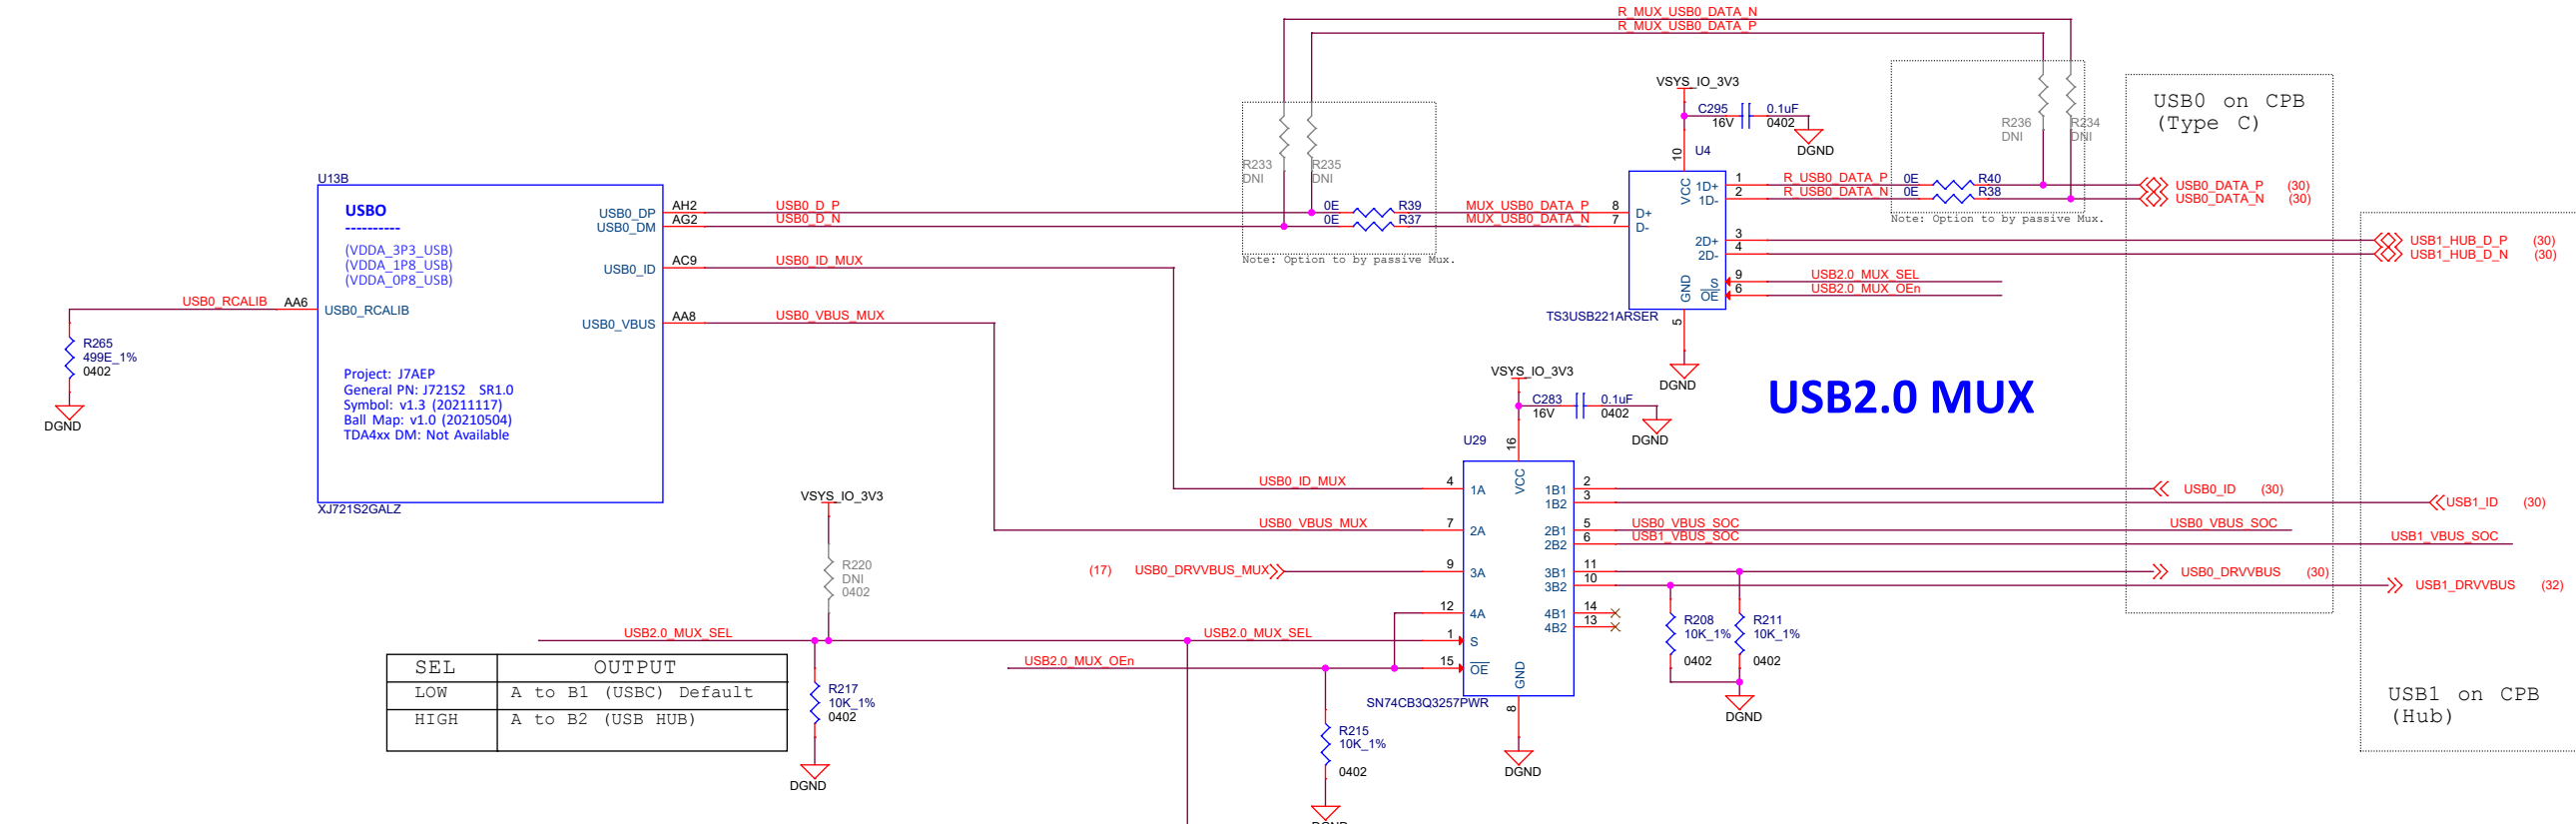 R_MUX_USB0_DATA_N
R_MUX_USB0_DATA_P
VSYS_IO_3V3
C295 0.1uF
16V 0402
DGND
10
U4
R233
DNI
R235
DNI
R236
DNI
R234
DNI
USB0 on CPB
(Type C)
U13B
USBO
----------
(VDDA_3P3_USB)
(VDDA_1P8_USB)
(VDDA_0P8_USB)
USB0_DP AH2 USB0_D_P
USB0_DM AG2 USB0_D_N
USB0_ID AC9 USB0_ID_MUX
USB0_VBUS AA8 USB0_VBUS_MUX
USB0_RCALIB AA6 USB0_RCALIB
R265
499E_1%
0402
DGND
Project: J7AEP
General PN: J721S2 SR1.0
Symbol: v1.3 (20211117)
Ball Map: v1.0 (20210504)
TDA4xx DM: Not Available
XJ721S2GALZ
0E R39 MUX_USB0_DATA_P 8 D+
0E R37 MUX_USB0_DATA_N 7 D-
Note: Option to by passive Mux.
VCC
1D+ 1 R_USB0_DATA_P 0E R40 USB0_DATA_P (30)
1D- 2 R_USB0_DATA_N 0E R38 USB0_DATA_N (30)
Note: Option to by passive Mux.
2D+ 3 USB1_HUB_D_P (30)
2D- 4 USB1_HUB_D_N (30)
S 9 USB2.0_MUX_SEL
OE 6 USB2.0_MUX_OEn
GND
TS3USB221ARSER
5
DGND
USB2.0 MUX
VSYS_IO_3V3
C283 0.1uF
16V 0402
DGND
U29
16
VCC
USB0_ID_MUX 4 1A
USB0_VBUS_MUX 7 2A
(17) USB0_DRVVBUS_MUX 9 3A
12 4A
USB2.0_MUX_SEL USB2.0_MUX_SEL 1 S
USB2.0_MUX_OEn 15 OE
1B1 2 USB0_ID (30)
1B2 3 USB1_ID (30)
2B1 5 USB0_VBUS_SOC USB0_VBUS_SOC
2B2 6 USB1_VBUS_SOC USB1_VBUS_SOC
3B1 11 USB0_DRVVBUS (30)
3B2 10 USB1_DRVVBUS (32)
4B1 14
4B2 13
GND
SN74CB3Q3257PWR
8
DGND
R208
10K_1%
0402
R211
10K_1%
0402
DGND
VSYS_IO_3V3
R220
DNI
0402
R217
10K_1%
0402
DGND
R215
10K_1%
0402
DGND
SEL OUTPUT
LOW A to B1 (USBC) Default
HIGH A to B2 (USB HUB)
USB1 on CPB
(Hub)